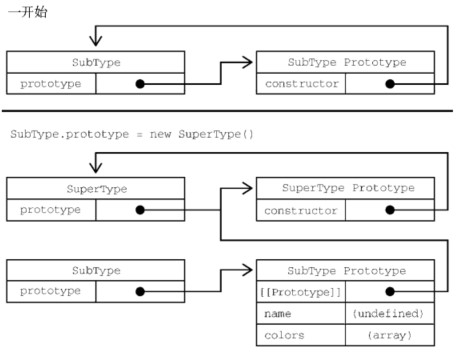 一开始
SubType
SubType Prototype
prototype
constructor
SubType.prototype = new SuperType()
SuperType
SuperType Prototype
prototype
constructor
SubType
SubType Prototype
prototype
[[Prototype]]
name
(undefined)
colors
(array)